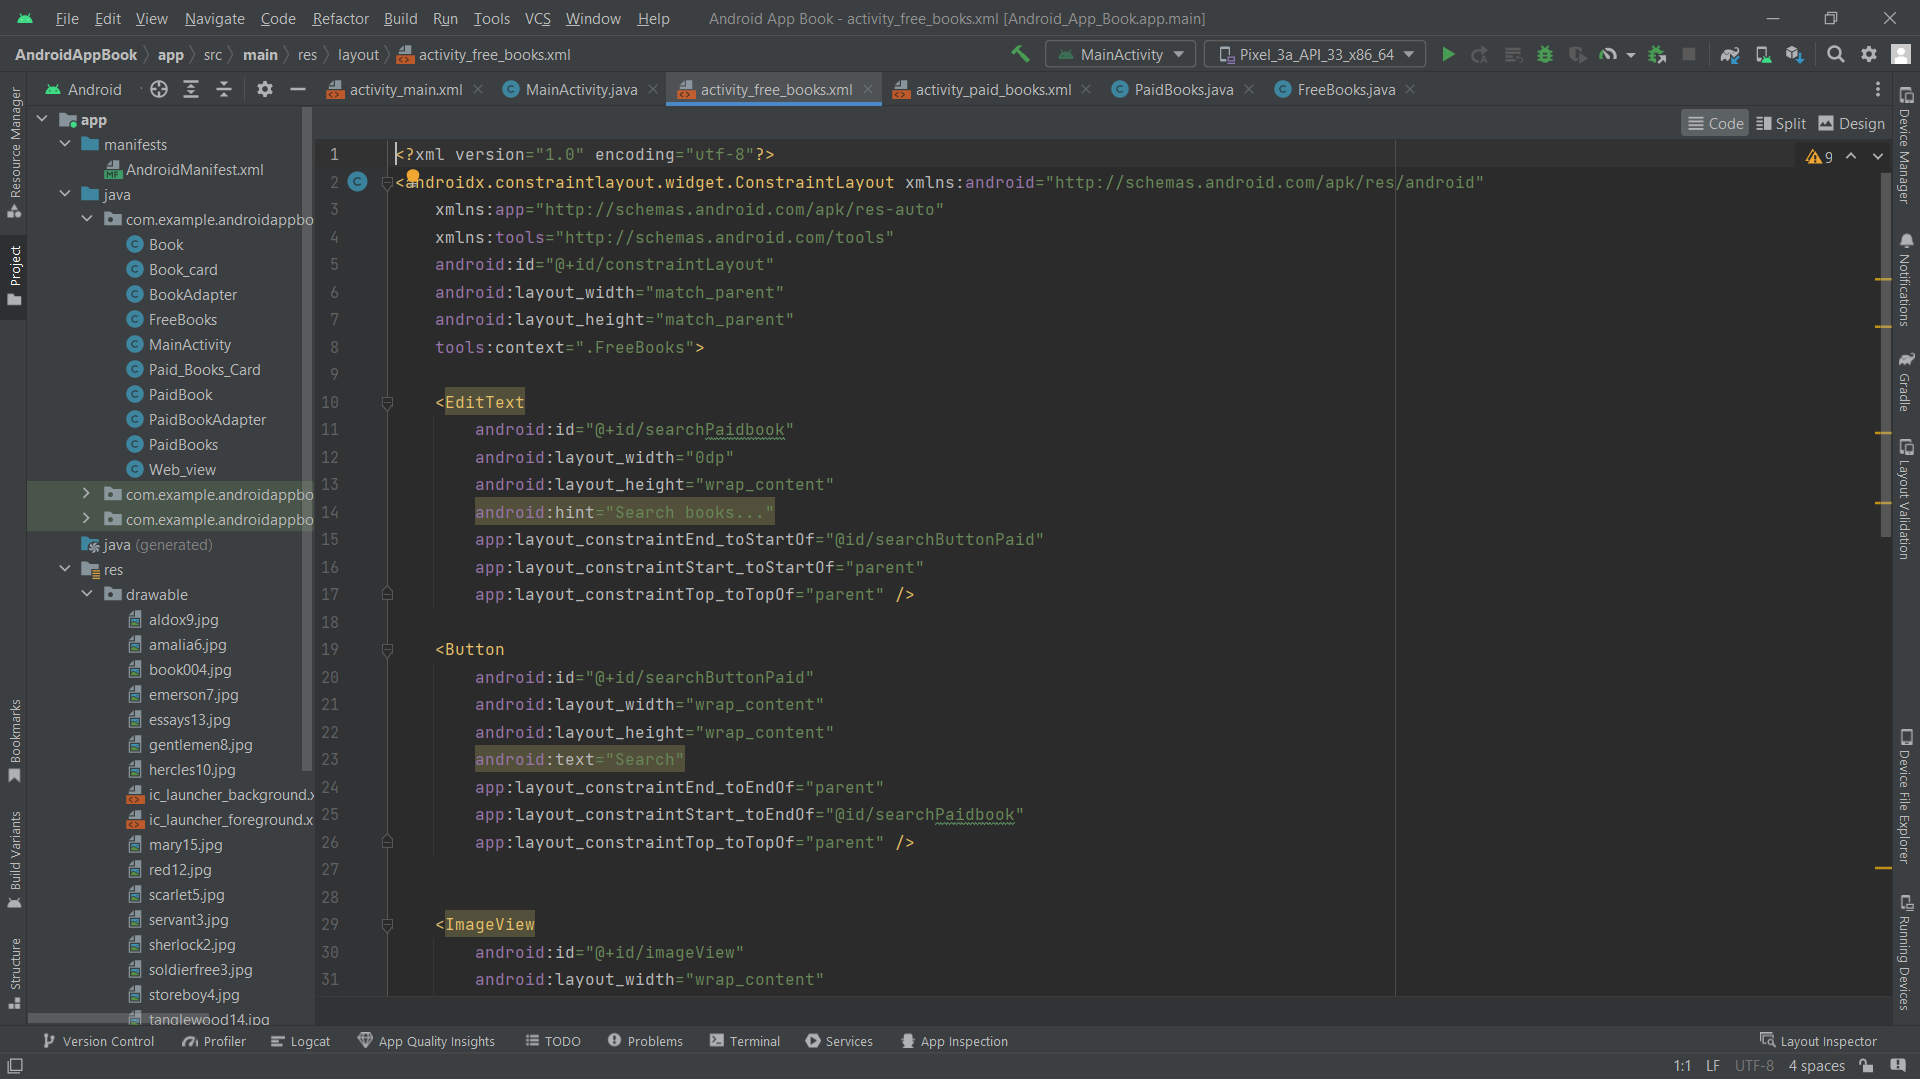 File Edit View Navigate Code Refactor Build Run Tools VCS Window Help Android App Book - activity_free_books.xml [Android_App_Book.app.main]
AndroidAppBook app src main res layout activity_free_books.xml MainActivity Pixel_3a_API_33_x86_64
Android activity_main.xml MainActivity.java activity_free_books.xml activity_paid_books.xml PaidBooks.java FreeBooks.java
Code Split Design
9
Resource Manager
Project
Bookmarks
Build Variants
Structure
app
manifests
AndroidManifest.xml
java
com.example.androidappbo
Book
Book_card
BookAdapter
FreeBooks
MainActivity
Paid_Books_Card
PaidBook
PaidBookAdapter
PaidBooks
Web_view
com.example.androidappbo
com.example.androidappbo
java (generated)
res
drawable
aldox9.jpg
amalia6.jpg
book004.jpg
emerson7.jpg
essays13.jpg
gentlemen8.jpg
hercles10.jpg
ic_launcher_background.x
ic_launcher_foreground.x
mary15.jpg
red12.jpg
scarlet5.jpg
servant3.jpg
sherlock2.jpg
soldierfree3.jpg
storeboy4.jpg
tanglewood14.jpg
1 <?xml version="1.0" encoding="utf-8"?>
2 <androidx.constraintlayout.widget.ConstraintLayout xmlns:android="http://schemas.android.com/apk/res/android"
3 xmlns:app="http://schemas.android.com/apk/res-auto"
4 xmlns:tools="http://schemas.android.com/tools"
5 android:id="@+id/constraintLayout"
6 android:layout_width="match_parent"
7 android:layout_height="match_parent"
8 tools:context=".FreeBooks">
9
10 <EditText
11 android:id="@+id/searchPaidbook"
12 android:layout_width="0dp"
13 android:layout_height="wrap_content"
14 android:hint="Search books..."
15 app:layout_constraintEnd_toStartOf="@id/searchButtonPaid"
16 app:layout_constraintStart_toStartOf="parent"
17 app:layout_constraintTop_toTopOf="parent" />
18
19 <Button
20 android:id="@+id/searchButtonPaid"
21 android:layout_width="wrap_content"
22 android:layout_height="wrap_content"
23 android:text="Search"
24 app:layout_constraintEnd_toEndOf="parent"
25 app:layout_constraintStart_toEndOf="@id/searchPaidbook"
26 app:layout_constraintTop_toTopOf="parent" />
27
28
29 <ImageView
30 android:id="@+id/imageView"
31 android:layout_width="wrap_content"
Device Manager
Notifications
Gradle
Layout Validation
Device File Explorer
Running Devices
Version Control Profiler Logcat App Quality Insights TODO Problems Terminal Services App Inspection Layout Inspector
1:1 LF UTF-8 4 spaces